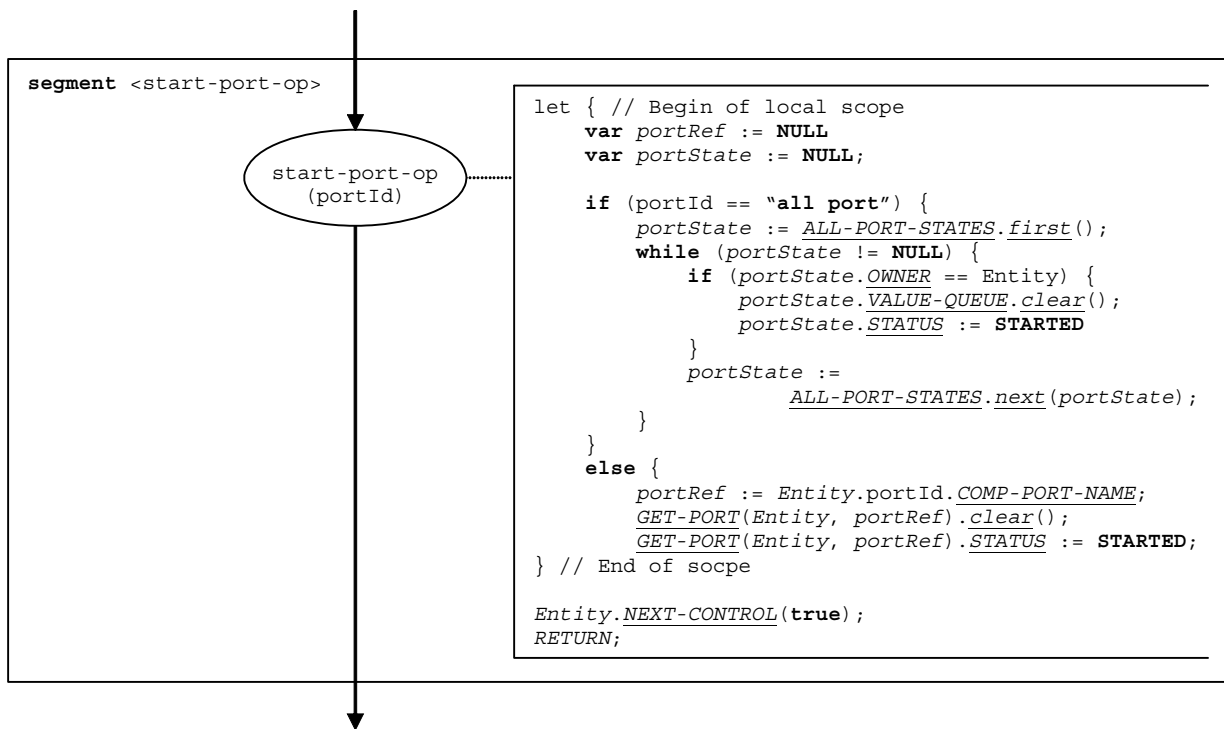 segment <start-port-op>
start-port-op
(portId)
let { // Begin of local scope
    var portRef := NULL
    var portState := NULL;

    if (portId == “all port”) {
        portState := ALL-PORT-STATES.first();
        while (portState != NULL) {
            if (portState.OWNER == Entity) {
                portState.VALUE-QUEUE.clear();
                portState.STATUS := STARTED
            }
            portState :=
                    ALL-PORT-STATES.next(portState);
        }
    }
    else {
        portRef := Entity.portId.COMP-PORT-NAME;
        GET-PORT(Entity, portRef).clear();
        GET-PORT(Entity, portRef).STATUS := STARTED;
} // End of socpe

Entity.NEXT-CONTROL(true);
RETURN;